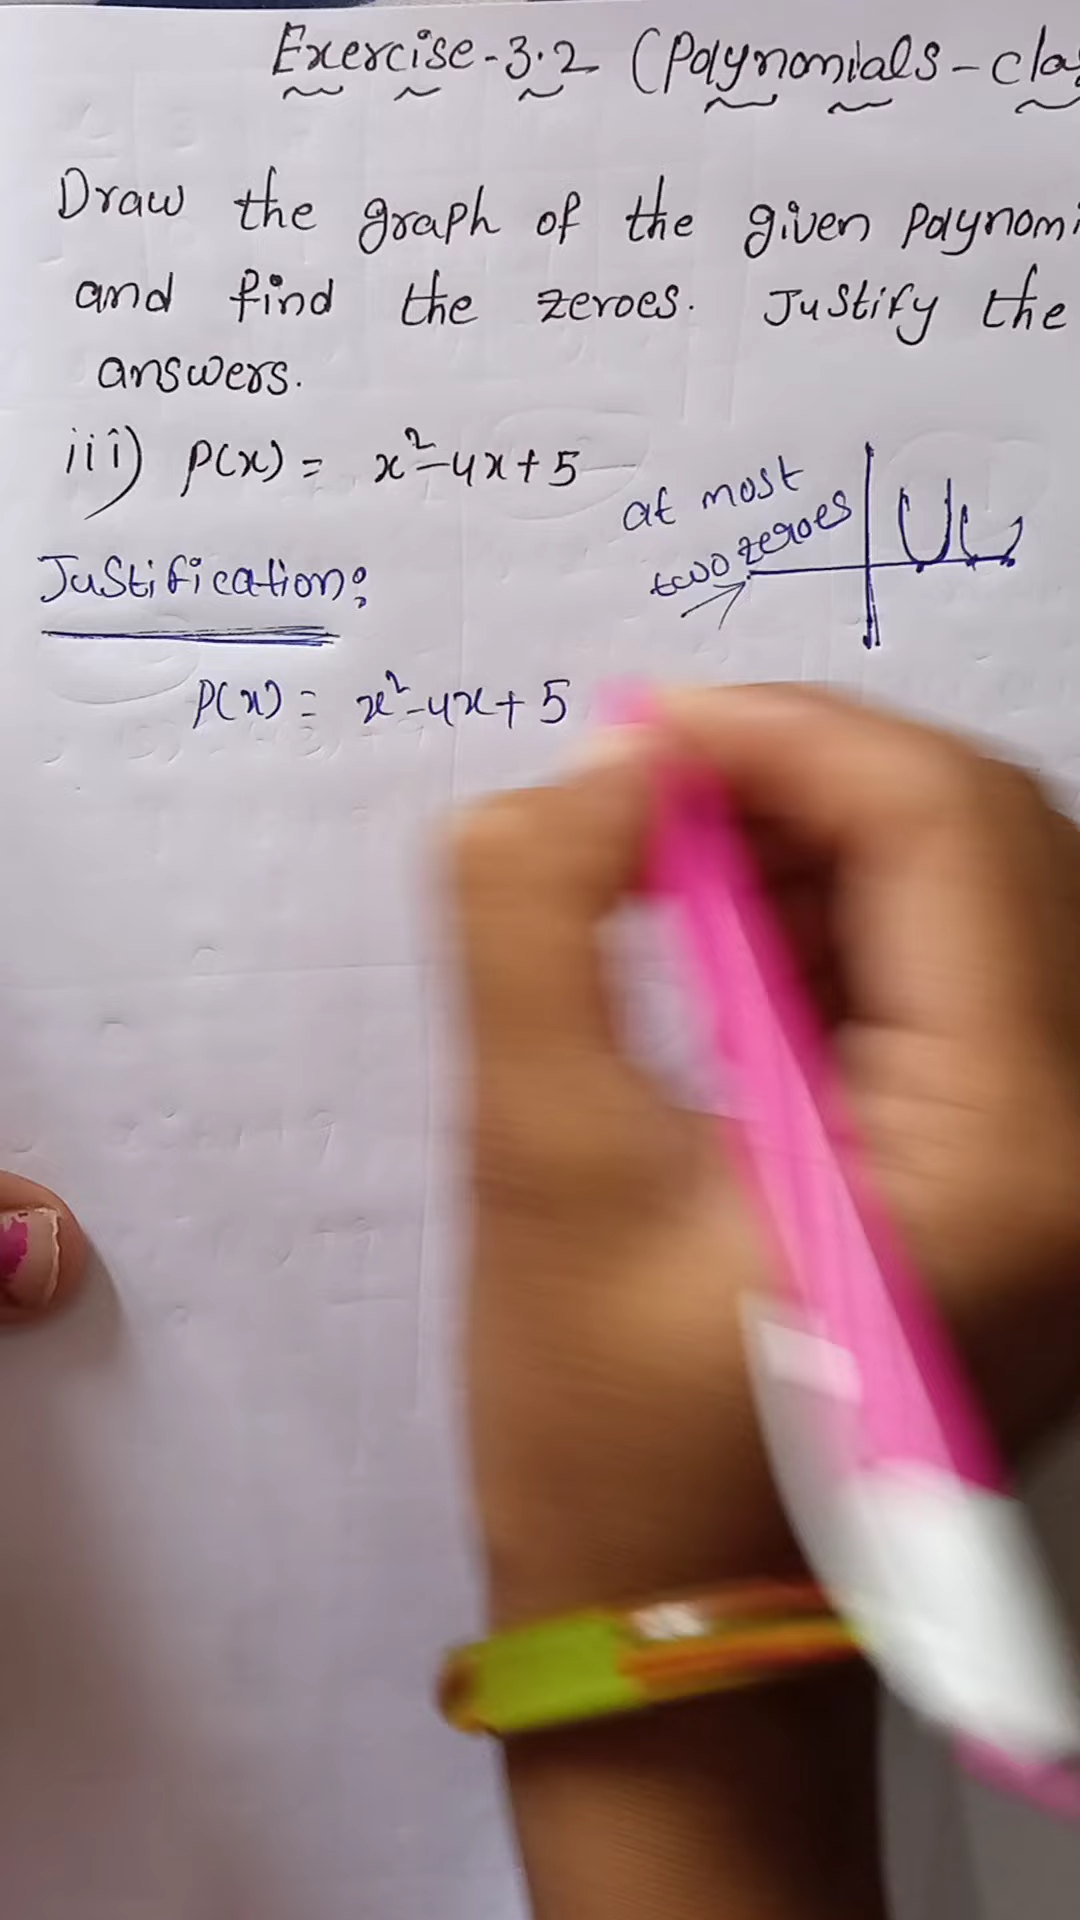 Exercise-3.2 (Polynomials-cla
Draw the graph of the given Polynomi
and find the zeroes. Justify the
answers.
iii) P(x) = x²-4x+5
at most
two zeroes
Justification:
P(x) = x²-4x+5